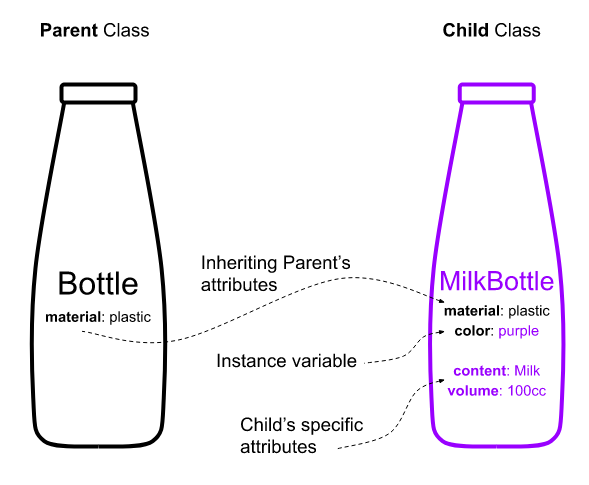 Parent Class
Child Class
Bottle
material: plastic
Inheriting Parent's
attributes
MilkBottle
material: plastic
color: purple
Instance variable
content: Milk
volume: 100cc
Child's specific
attributes